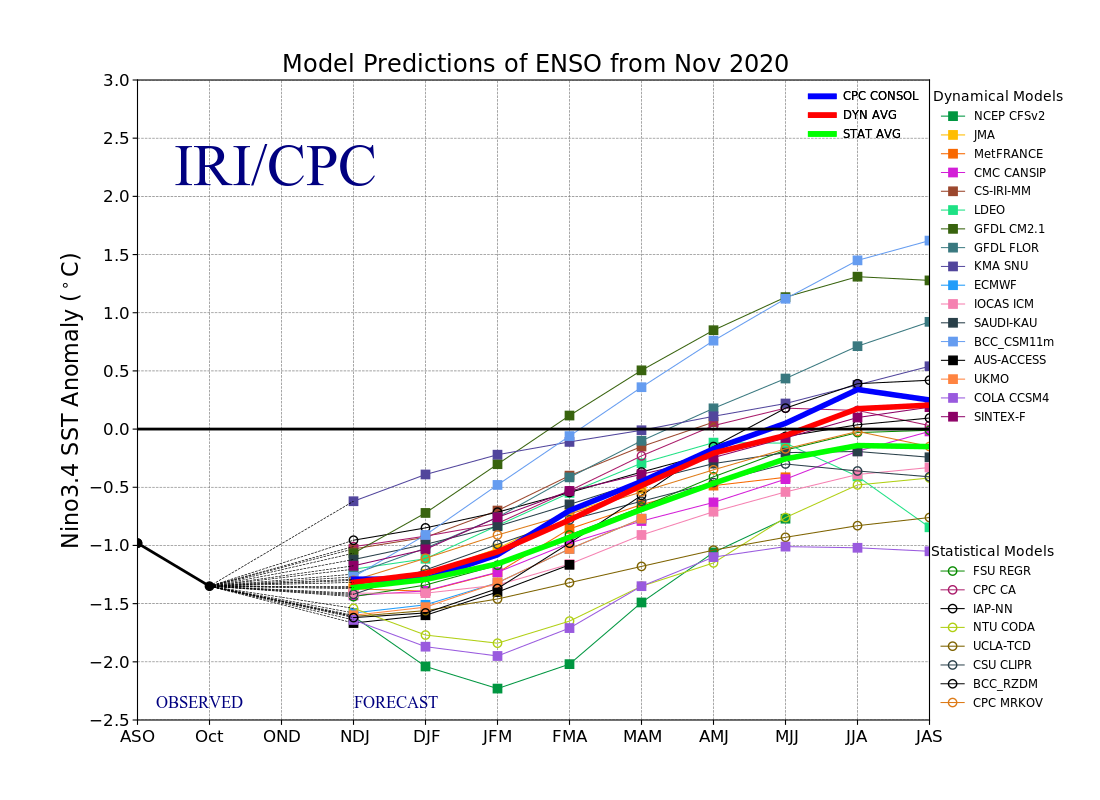 Model Predictions of ENSO from Nov 2020
Nino3.4 SST Anomaly (°C)
3.0
2.5
2.0
1.5
1.0
0.5
0.0
−0.5
−1.0
−1.5
−2.0
−2.5
IRI/CPC
CPC CONSOL
DYN AVG
STAT AVG
Dynamical Models
NCEP CFSv2
JMA
MetFRANCE
CMC CANSIP
CS-IRI-MM
LDEO
GFDL CM2.1
GFDL FLOR
KMA SNU
ECMWF
IOCAS ICM
SAUDI-KAU
BCC_CSM11m
AUS-ACCESS
UKMO
COLA CCSM4
SINTEX-F
Statistical Models
FSU REGR
CPC CA
IAP-NN
NTU CODA
UCLA-TCD
CSU CLIPR
BCC_RZDM
CPC MRKOV
OBSERVED FORECAST
ASO Oct OND NDJ DJF JFM FMA MAM AMJ MJJ JJA JAS